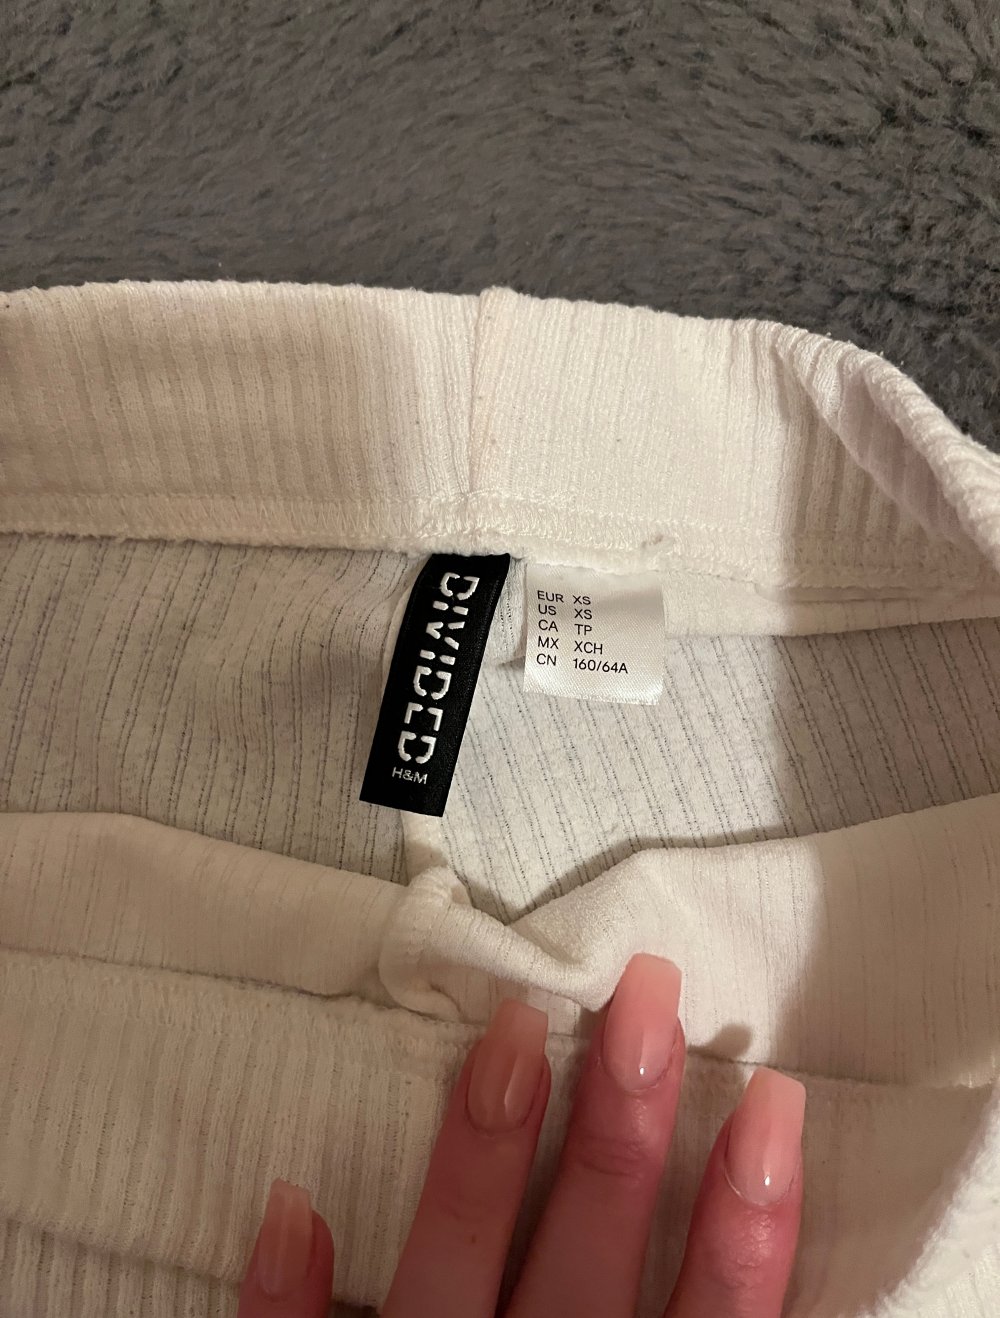 DIVIDED
H&M
EUR XS
US XS
CA TP
MX XCH
CN 160/64A